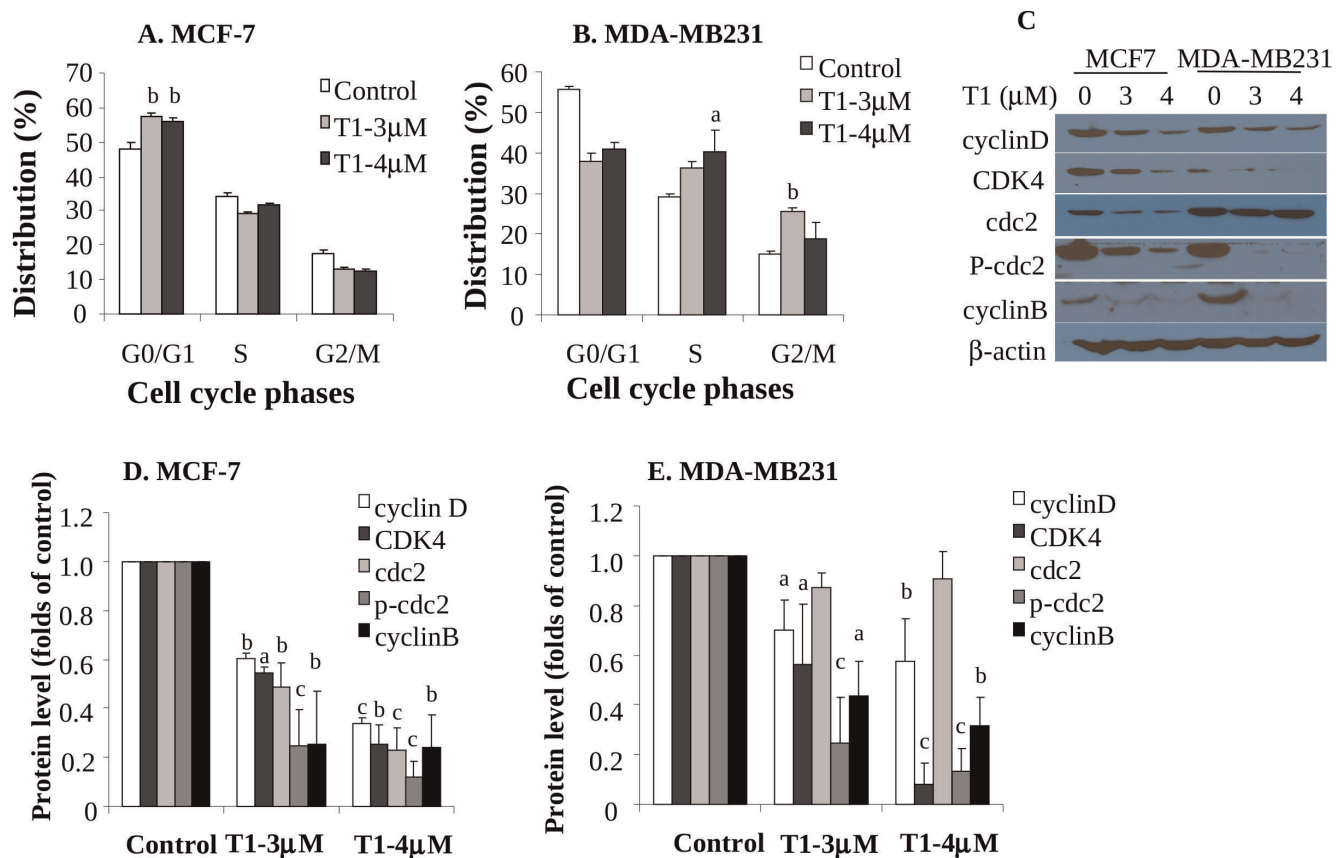 A. MCF-7
Distribution (%)
70
60
50
40
30
20
10
0
b b
Control
T1-3μM
T1-4μM
G0/G1 S G2/M
Cell cycle phases
B. MDA-MB231
Distribution (%)
60
50
40
30
20
10
0
a
b
Control
T1-3μM
T1-4μM
G0/G1 S G2/M
Cell cycle phases
C
MCF7 MDA-MB231
T1 (μM) 0 3 4 0 3 4
cyclinD
CDK4
cdc2
P-cdc2
cyclinB
β-actin
D. MCF-7
Protein level (folds of control)
1.2
1.0
0.8
0.6
0.4
0.2
0
cyclin D
CDK4
cdc2
p-cdc2
cyclinB
b a b c b
c b c c b
Control T1-3μM T1-4μM
E. MDA-MB231
Protein level (folds of control)
1.2
1.0
0.8
0.6
0.4
0.2
0
cyclinD
CDK4
cdc2
p-cdc2
cyclinB
a a c a
b c c b
Control T1-3μM T1-4μM